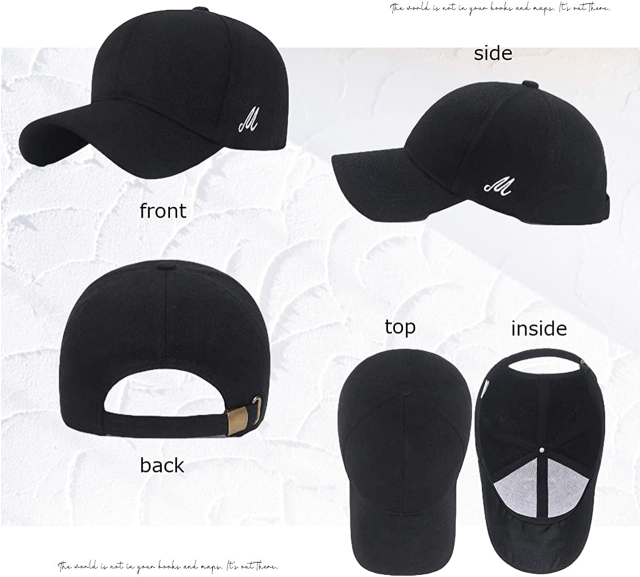 The world is not in your books and maps. It's out there.
side
M
M
front
top
inside
back
The world is not in your books and maps. It's out there.